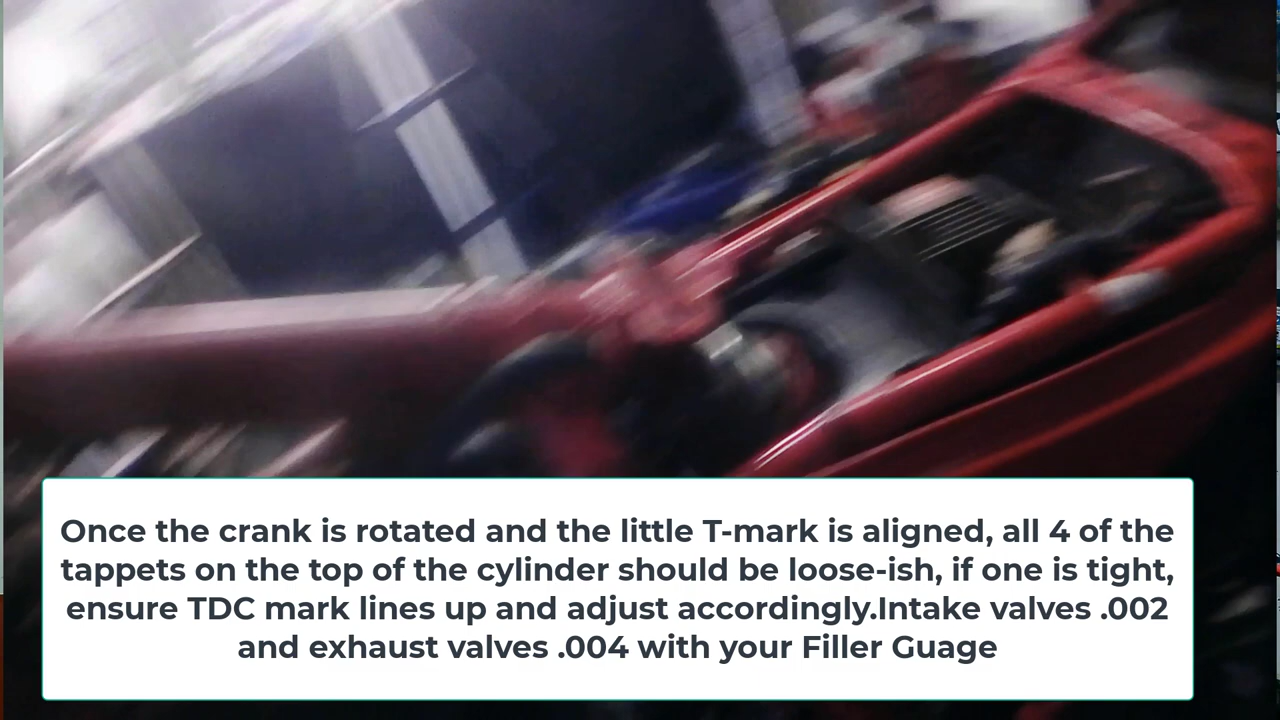 Once the crank is rotated and the little T-mark is aligned, all 4 of the
tappets on the top of the cylinder should be loose-ish, if one is tight,
ensure TDC mark lines up and adjust accordingly.Intake valves .002
and exhaust valves .004 with your Filler Guage